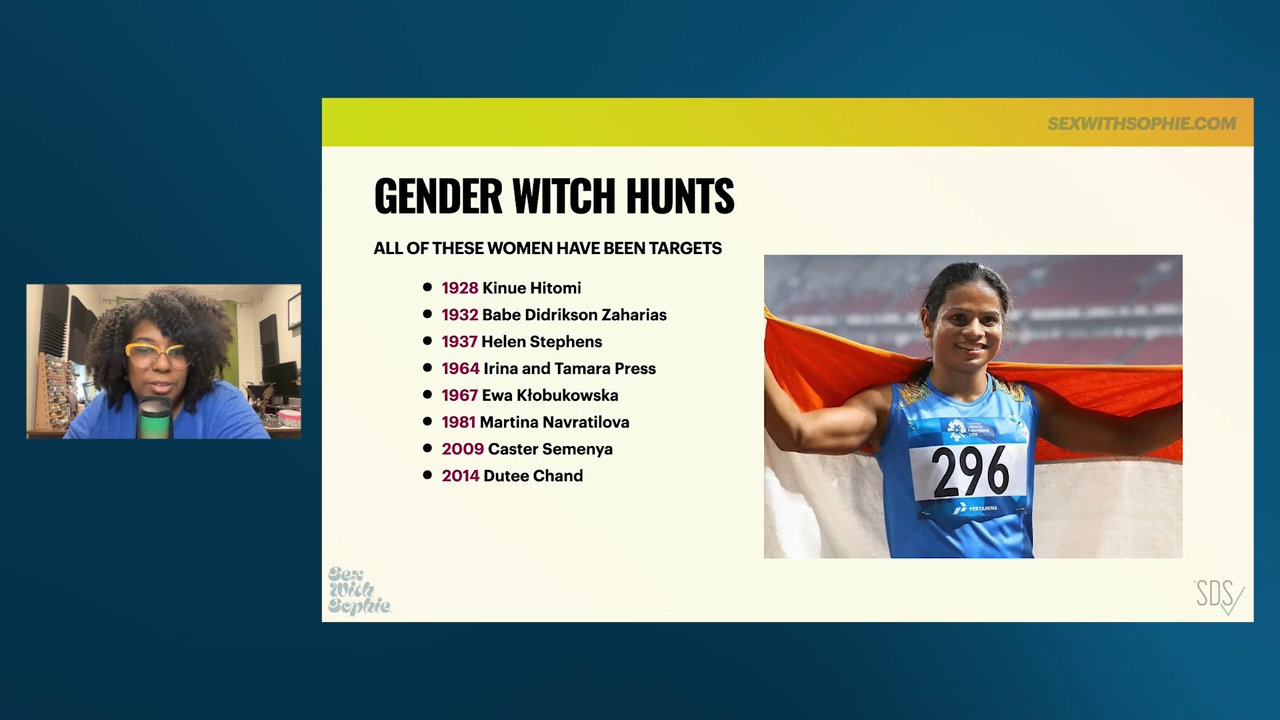 SEXWITHSOPHIE.COM
GENDER WITCH HUNTS
ALL OF THESE WOMEN HAVE BEEN TARGETS
1928 Kinue Hitomi
1932 Babe Didrikson Zaharias
1937 Helen Stephens
1964 Irina and Tamara Press
1967 Ewa Kłobukowska
1981 Martina Navratilova
2009 Caster Semenya
2014 Dutee Chand
296
PERTAMINA
Sex
With
Sophie
SDS